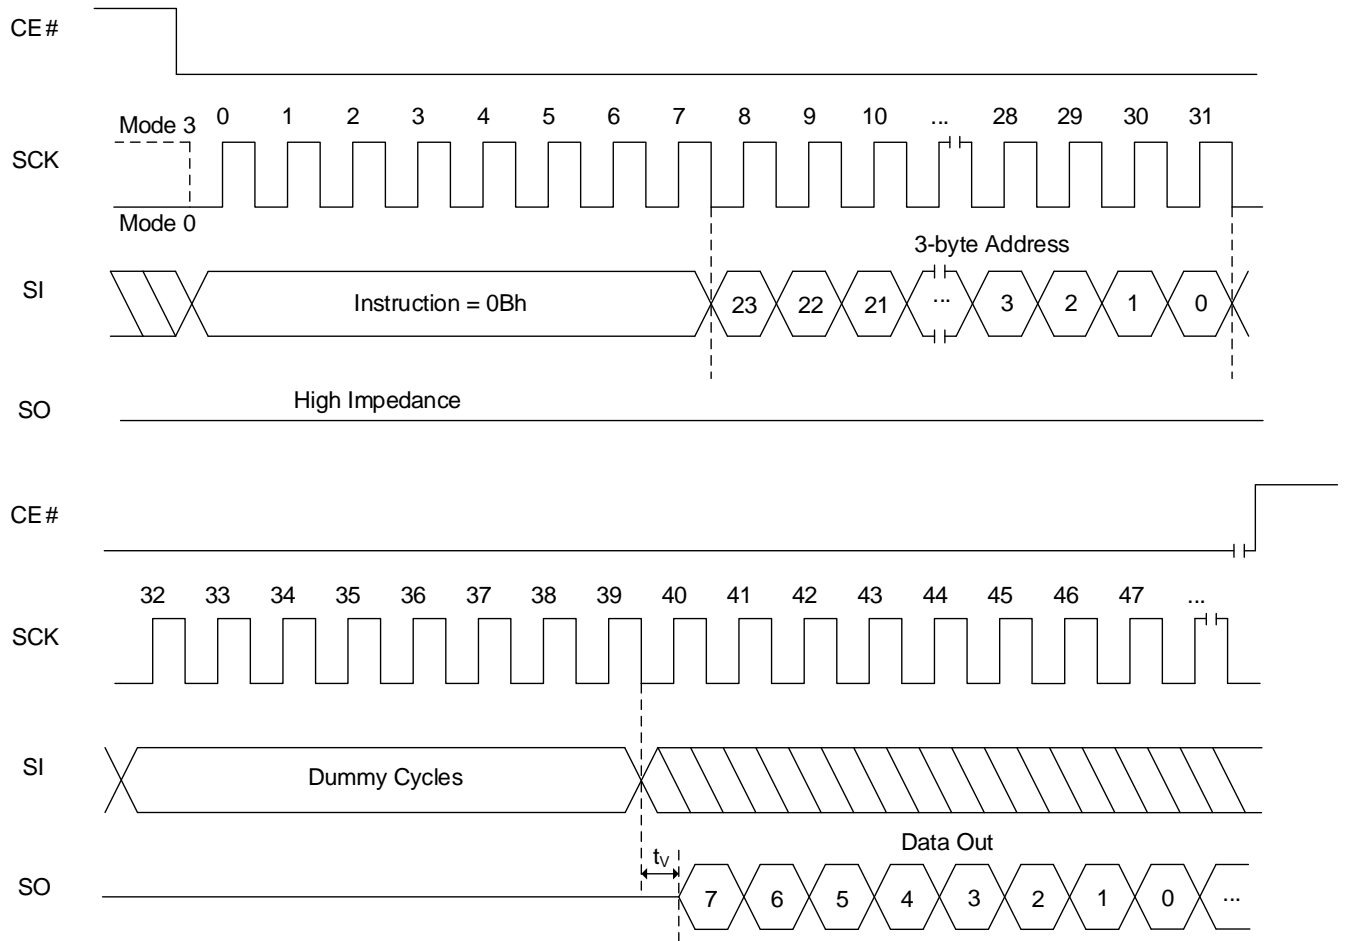 CE#
Mode 3 0 1 2 3 4 5 6 7 8 9 10 ... 28 29 30 31
SCK
Mode 0
3-byte Address
SI Instruction = 0Bh 23 22 21 ... 3 2 1 0
High Impedance
SO
CE#
32 33 34 35 36 37 38 39 40 41 42 43 44 45 46 47 ...
SCK
SI Dummy Cycles
Data Out
tV
SO 7 6 5 4 3 2 1 0 ...